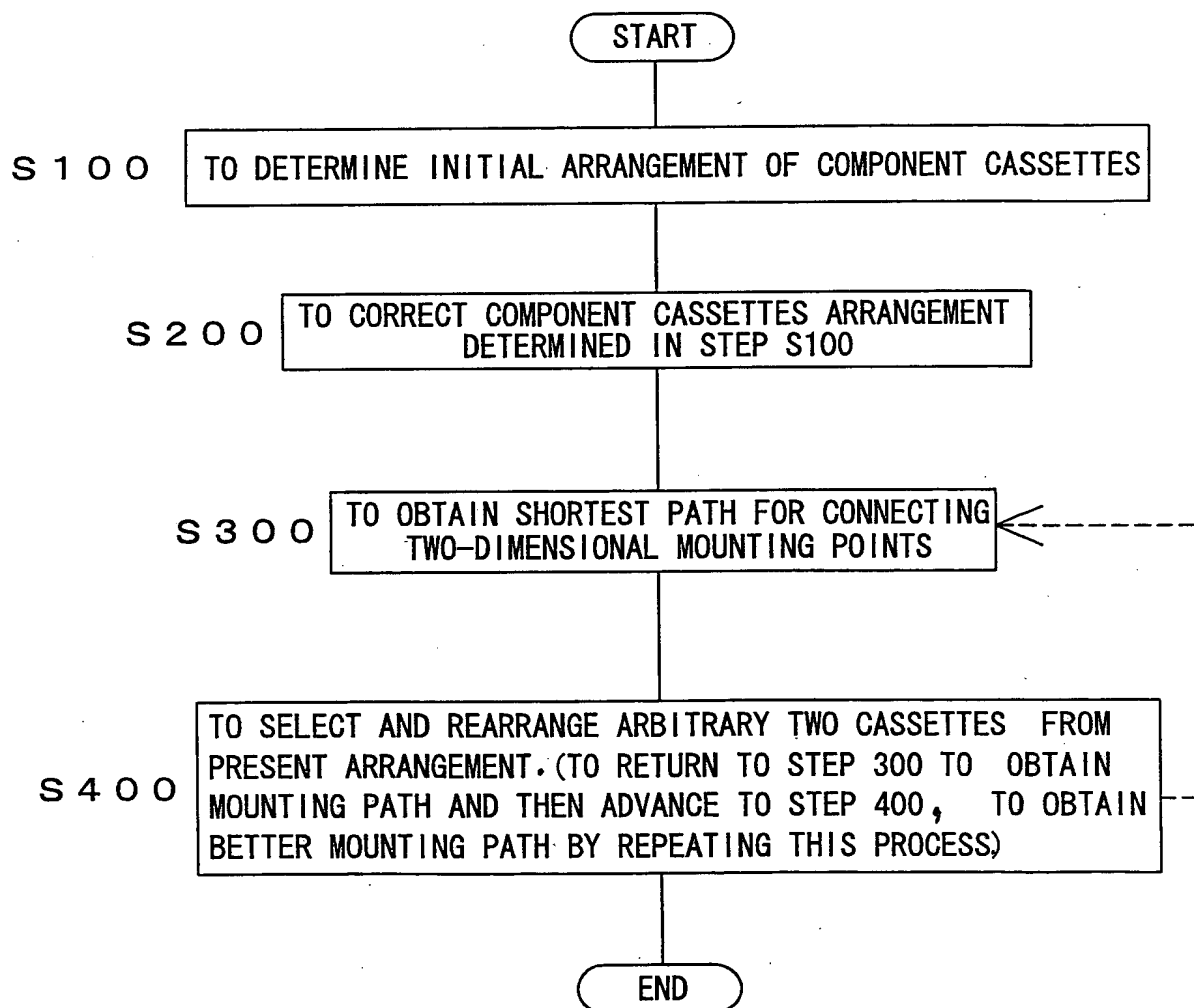 START
S100
TO DETERMINE INITIAL ARRANGEMENT OF COMPONENT CASSETTES
S200
TO CORRECT COMPONENT CASSETTES ARRANGEMENT
DETERMINED IN STEP S100
S300
TO OBTAIN SHORTEST PATH FOR CONNECTING
TWO-DIMENSIONAL MOUNTING POINTS
S400
TO SELECT AND REARRANGE ARBITRARY TWO CASSETTES FROM
PRESENT ARRANGEMENT. (TO RETURN TO STEP 300 TO OBTAIN
MOUNTING PATH AND THEN ADVANCE TO STEP 400, TO OBTAIN
BETTER MOUNTING PATH BY REPEATING THIS PROCESS,)
END